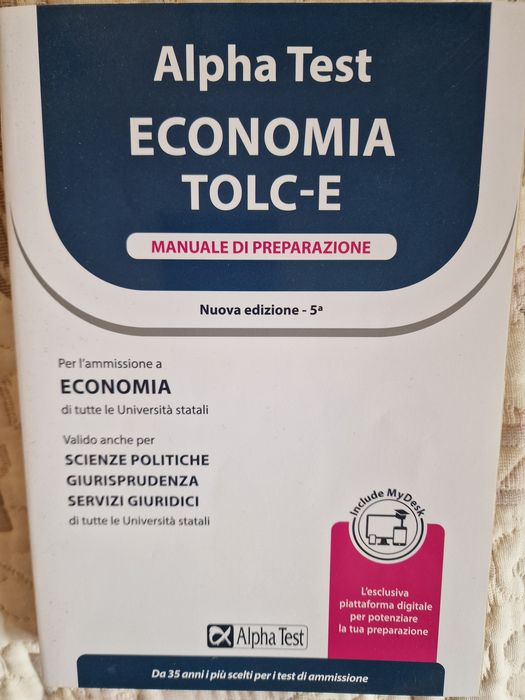 Alpha Test
ECONOMIA
TOLC-E
MANUALE DI PREPARAZIONE
Nuova edizione - 5ª
Per l'ammissione a
ECONOMIA
di tutte le Università statali
Valido anche per
SCIENZE POLITICHE
GIURISPRUDENZA
SERVIZI GIURIDICI
di tutte le Università statali
Include MyDesk
L'esclusiva
piattaforma digitale
per potenziare
la tua preparazione
Alpha Test
Da 35 anni i più scelti per i test di ammissione